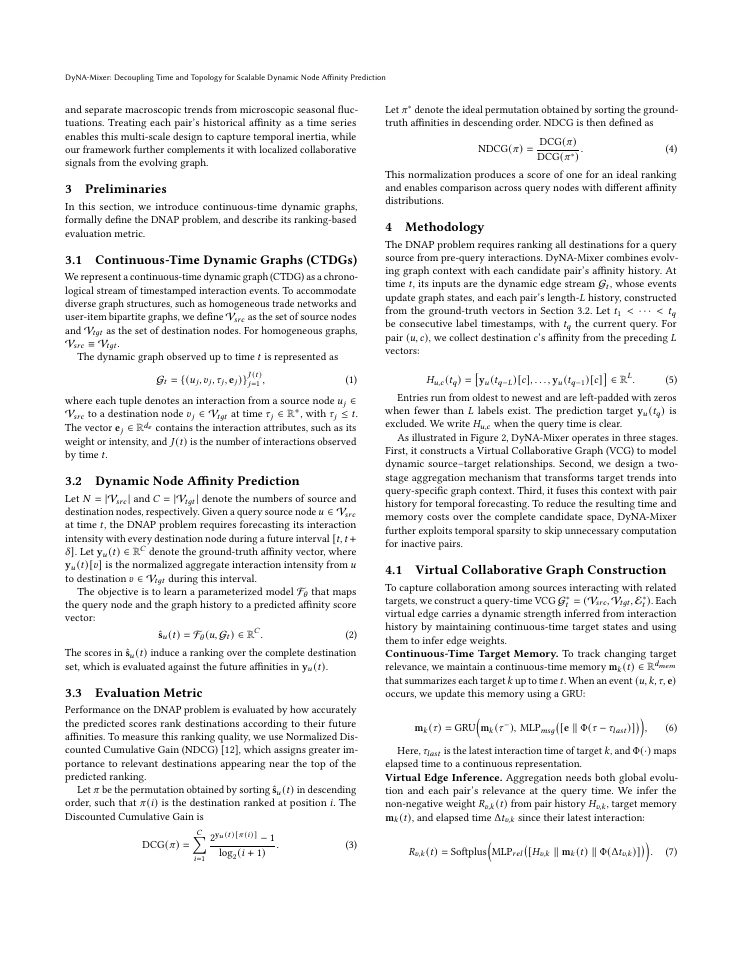 DyNA-Mixer: Decoupling Time and Topology for Scalable Dynamic Node Affinity Prediction
and separate macroscopic trends from microscopic seasonal fluc-
tuations. Treating each pair's historical affinity as a time series
enables this multi-scale design to capture temporal inertia, while
our framework further complements it with localized collaborative
signals from the evolving graph.
3 Preliminaries
In this section, we introduce continuous-time dynamic graphs,
formally define the DNAP problem, and describe its ranking-based
evaluation metric.
3.1 Continuous-Time Dynamic Graphs (CTDGs)
We represent a continuous-time dynamic graph (CTDG) as a chrono-
logical stream of timestamped interaction events. To accommodate
diverse graph structures, such as homogeneous trade networks and
user-item bipartite graphs, we define 𝒱_src as the set of source nodes
and 𝒱_tgt as the set of destination nodes. For homogeneous graphs,
𝒱_src ≡ 𝒱_tgt.
The dynamic graph observed up to time t is represented as
𝒢_t = {(u_j, v_j, τ_j, e_j)}_{j=1}^{J(t)}, (1)
where each tuple denotes an interaction from a source node u_j ∈
𝒱_src to a destination node v_j ∈ 𝒱_tgt at time τ_j ∈ ℝ⁺, with τ_j ≤ t.
The vector e_j ∈ ℝ^{d_e} contains the interaction attributes, such as its
weight or intensity, and J(t) is the number of interactions observed
by time t.
3.2 Dynamic Node Affinity Prediction
Let N = |𝒱_src| and C = |𝒱_tgt| denote the numbers of source and
destination nodes, respectively. Given a query source node u ∈ 𝒱_src
at time t, the DNAP problem requires forecasting its interaction
intensity with every destination node during a future interval [t, t +
δ]. Let y_u(t) ∈ ℝ^C denote the ground-truth affinity vector, where
y_u(t)[v] is the normalized aggregate interaction intensity from u
to destination v ∈ 𝒱_tgt during this interval.
The objective is to learn a parameterized model ℱ_θ that maps
the query node and the graph history to a predicted affinity score
vector:
ŝ_u(t) = ℱ_θ(u, 𝒢_t) ∈ ℝ^C. (2)
The scores in ŝ_u(t) induce a ranking over the complete destination
set, which is evaluated against the future affinities in y_u(t).
3.3 Evaluation Metric
Performance on the DNAP problem is evaluated by how accurately
the predicted scores rank destinations according to their future
affinities. To measure this ranking quality, we use Normalized Dis-
counted Cumulative Gain (NDCG) [12], which assigns greater im-
portance to relevant destinations appearing near the top of the
predicted ranking.
Let π be the permutation obtained by sorting ŝ_u(t) in descending
order, such that π(i) is the destination ranked at position i. The
Discounted Cumulative Gain is
DCG(π) = ∑_{i=1}^{C} (2^{y_u(t)[π(i)]} − 1) / (log₂(i + 1)). (3)
Let π* denote the ideal permutation obtained by sorting the ground-
truth affinities in descending order. NDCG is then defined as
NDCG(π) = DCG(π) / DCG(π*). (4)
This normalization produces a score of one for an ideal ranking
and enables comparison across query nodes with different affinity
distributions.
4 Methodology
The DNAP problem requires ranking all destinations for a query
source from pre-query interactions. DyNA-Mixer combines evolv-
ing graph context with each candidate pair's affinity history. At
time t, its inputs are the dynamic edge stream 𝒢_t, whose events
update graph states, and each pair's length-L history, constructed
from the ground-truth vectors in Section 3.2. Let t_1 < ⋯ < t_q
be consecutive label timestamps, with t_q the current query. For
pair (u, c), we collect destination c's affinity from the preceding L
vectors:
H_{u,c}(t_q) = [y_u(t_{q−L})[c], . . . , y_u(t_{q−1})[c]] ∈ ℝ^L. (5)
Entries run from oldest to newest and are left-padded with zeros
when fewer than L labels exist. The prediction target y_u(t_q) is
excluded. We write H_{u,c} when the query time is clear.
As illustrated in Figure 2, DyNA-Mixer operates in three stages.
First, it constructs a Virtual Collaborative Graph (VCG) to model
dynamic source–target relationships. Second, we design a two-
stage aggregation mechanism that transforms target trends into
query-specific graph context. Third, it fuses this context with pair
history for temporal forecasting. To reduce the resulting time and
memory costs over the complete candidate space, DyNA-Mixer
further exploits temporal sparsity to skip unnecessary computation
for inactive pairs.
4.1 Virtual Collaborative Graph Construction
To capture collaboration among sources interacting with related
targets, we construct a query-time VCG 𝒢*_t = (𝒱_src, 𝒱_tgt, ℰ*_t). Each
virtual edge carries a dynamic strength inferred from interaction
history by maintaining continuous-time target states and using
them to infer edge weights.
Continuous-Time Target Memory. To track changing target
relevance, we maintain a continuous-time memory m_k(t) ∈ ℝ^{d_mem}
that summarizes each target k up to time t. When an event (u, k, τ, e)
occurs, we update this memory using a GRU:
m_k(τ) = GRU(m_k(τ⁻), MLP_msg([e ∥ Φ(τ − τ_last)])), (6)
Here, τ_last is the latest interaction time of target k, and Φ(·) maps
elapsed time to a continuous representation.
Virtual Edge Inference. Aggregation needs both global evolu-
tion and each pair's relevance at the query time. We infer the
non-negative weight R_{v,k}(t) from pair history H_{v,k}, target memory
m_k(t), and elapsed time Δt_{v,k} since their latest interaction:
R_{v,k}(t) = Softplus(MLP_rel([H_{v,k} ∥ m_k(t) ∥ Φ(Δt_{v,k})])). (7)